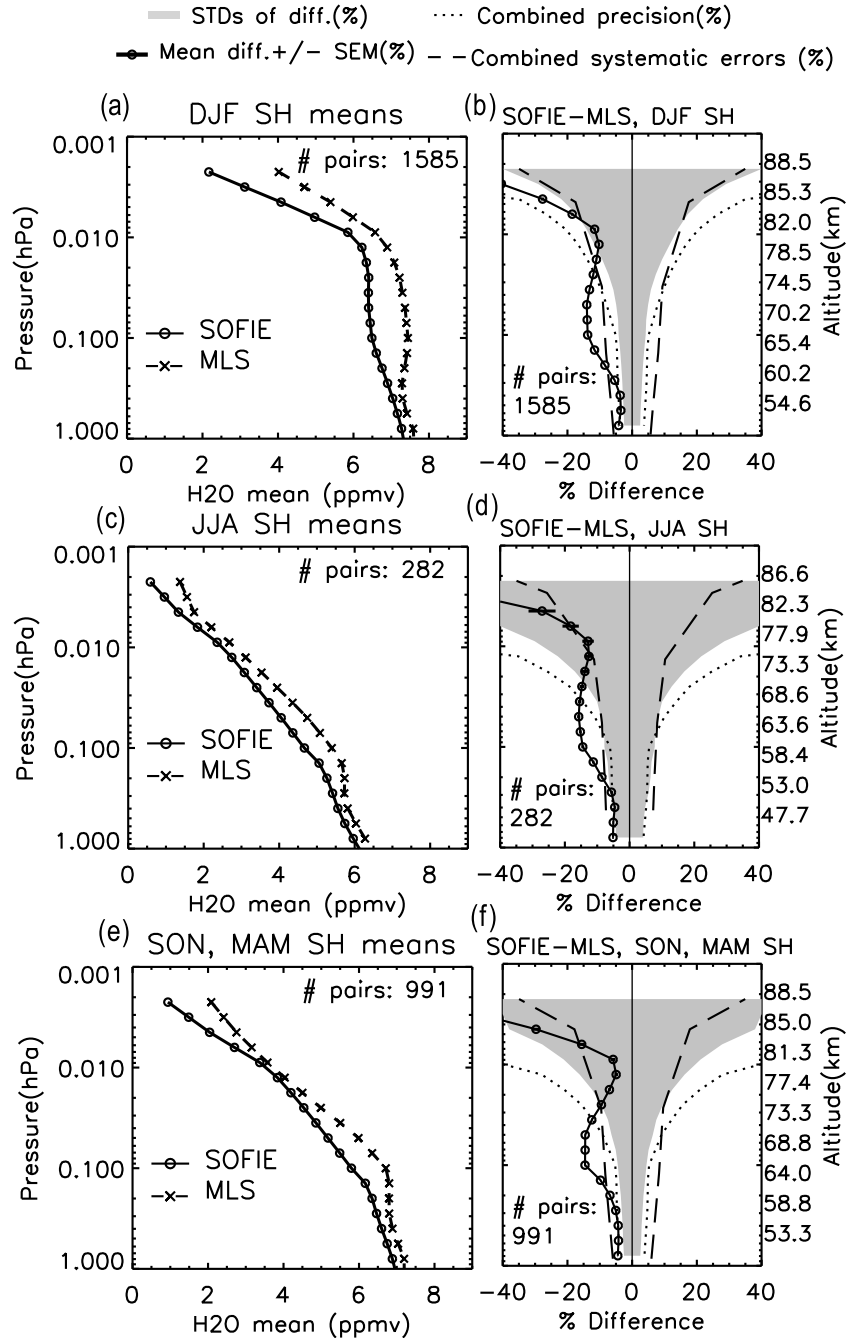 STDs of diff.(%) Combined precision(%)
Mean diff.+/- SEM(%) Combined systematic errors (%)
(a) DJF SH means
# pairs: 1585
Pressure(hPa)
0.001
0.010
0.100
1.000
SOFIE
MLS
0 2 4 6 8
H2O mean (ppmv)
(b) SOFIE-MLS, DJF SH
88.5
85.3
82.0
78.5
74.5
70.2
65.4
60.2
54.6
Altitude(km)
# pairs:
1585
-40 -20 0 20 40
% Difference
(c) JJA SH means
# pairs: 282
Pressure(hPa)
0.001
0.010
0.100
1.000
SOFIE
MLS
0 2 4 6 8
H2O mean (ppmv)
(d) SOFIE-MLS, JJA SH
86.6
82.3
77.9
73.3
68.6
63.6
58.4
53.0
47.7
Altitude(km)
# pairs:
282
-40 -20 0 20 40
% Difference
(e) SON, MAM SH means
# pairs: 991
Pressure(hPa)
0.001
0.010
0.100
1.000
SOFIE
MLS
0 2 4 6 8
H2O mean (ppmv)
(f) SOFIE-MLS, SON, MAM SH
88.5
85.0
81.3
77.4
73.3
68.8
64.0
58.8
53.3
Altitude(km)
# pairs:
991
-40 -20 0 20 40
% Difference